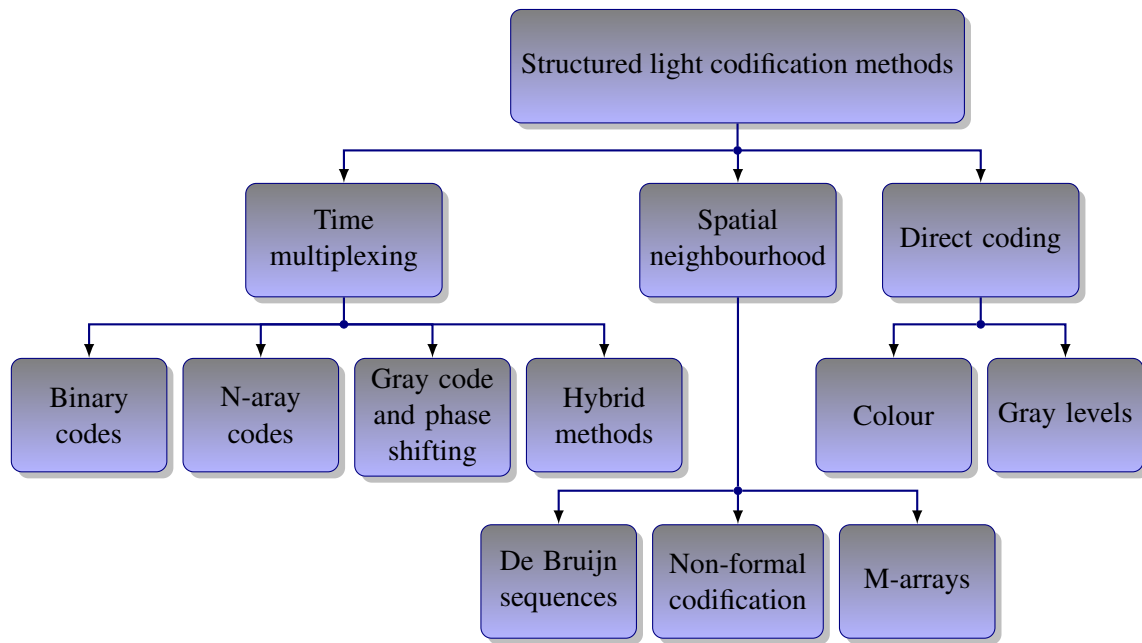 Structured light codification methods
Time
multiplexing
Spatial
neighbourhood
Direct coding
Binary
codes
N-aray
codes
Gray code
and phase
shifting
Hybrid
methods
Colour
Gray levels
De Bruijn
sequences
Non-formal
codification
M-arrays